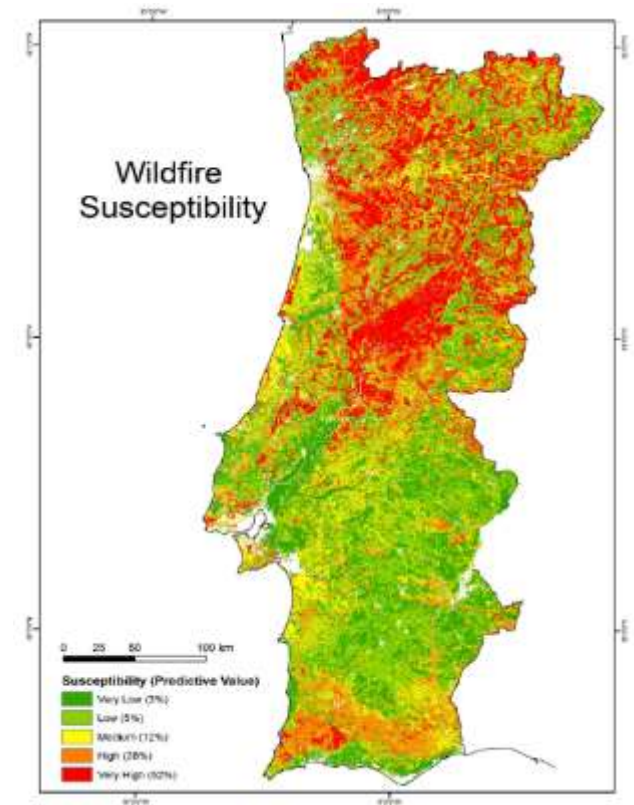 Wildfire
Susceptibility
0 25 50 100 km
Susceptibility (Predictive Value)
Very Low (3%)
Low (5%)
Medium (12%)
High (28%)
Very High (52%)